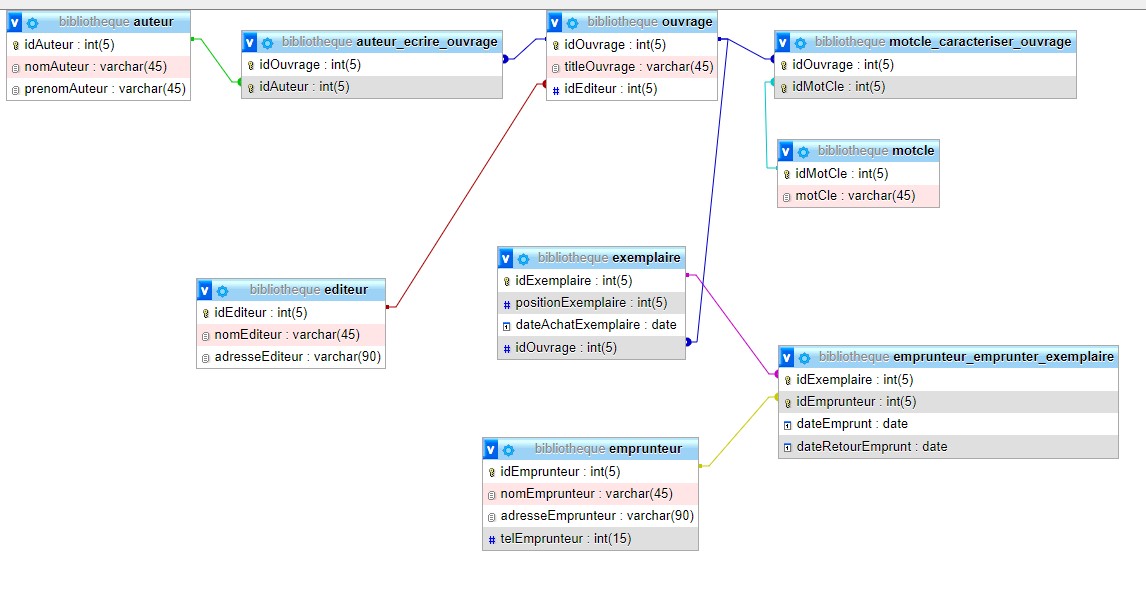 bibliotheque auteur
idAuteur : int(5)
nomAuteur : varchar(45)
prenomAuteur : varchar(45)
bibliotheque auteur_ecrire_ouvrage
idOuvrage : int(5)
idAuteur : int(5)
bibliotheque ouvrage
idOuvrage : int(5)
titleOuvrage : varchar(45)
idEditeur : int(5)
bibliotheque motcle_caracteriser_ouvrage
idOuvrage : int(5)
idMotCle : int(5)
bibliotheque motcle
idMotCle : int(5)
motCle : varchar(45)
bibliotheque editeur
idEditeur : int(5)
nomEditeur : varchar(45)
adresseEditeur : varchar(90)
bibliotheque exemplaire
idExemplaire : int(5)
positionExemplaire : int(5)
dateAchatExemplaire : date
idOuvrage : int(5)
bibliotheque emprunteur_emprunter_exemplaire
idExemplaire : int(5)
idEmprunteur : int(5)
dateEmprunt : date
dateRetourEmprunt : date
bibliotheque emprunteur
idEmprunteur : int(5)
nomEmprunteur : varchar(45)
adresseEmprunteur : varchar(90)
telEmprunteur : int(15)